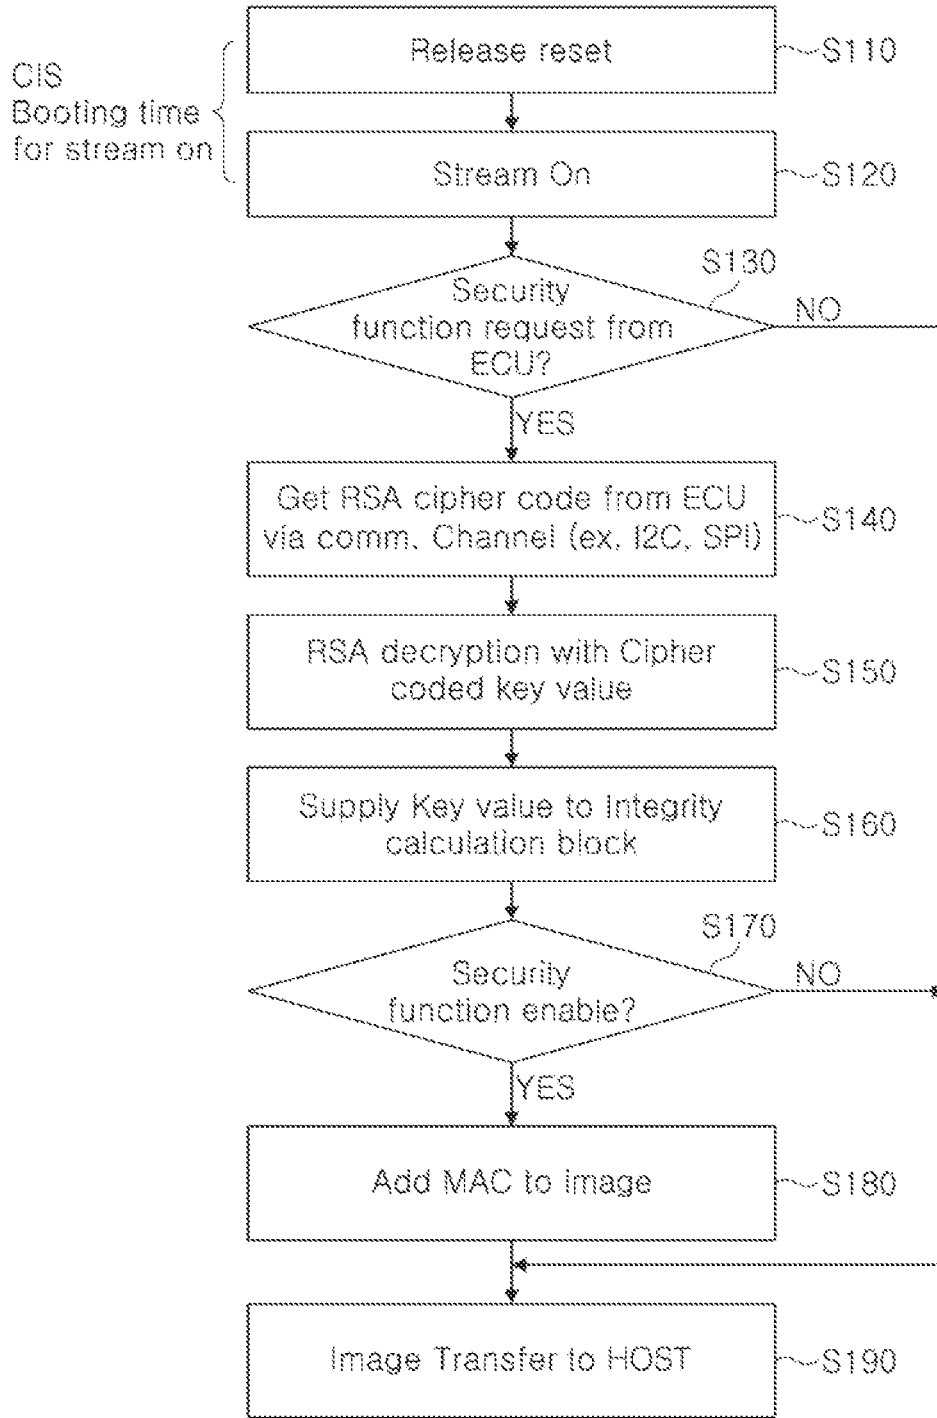 Release reset
S110
CIS
Booting time
for stream on
Stream On
S120
S130
Security
function request from
ECU?
NO
YES
Get RSA cipher code from ECU
via comm. Channel (ex, I2C, SPI)
S140
RSA decryption with Cipher
coded key value
S150
Supply Key value to Integrity
calculation block
S160
S170
Security
function enable?
NO
YES
Add MAC to image
S180
Image Transfer to HOST
S190